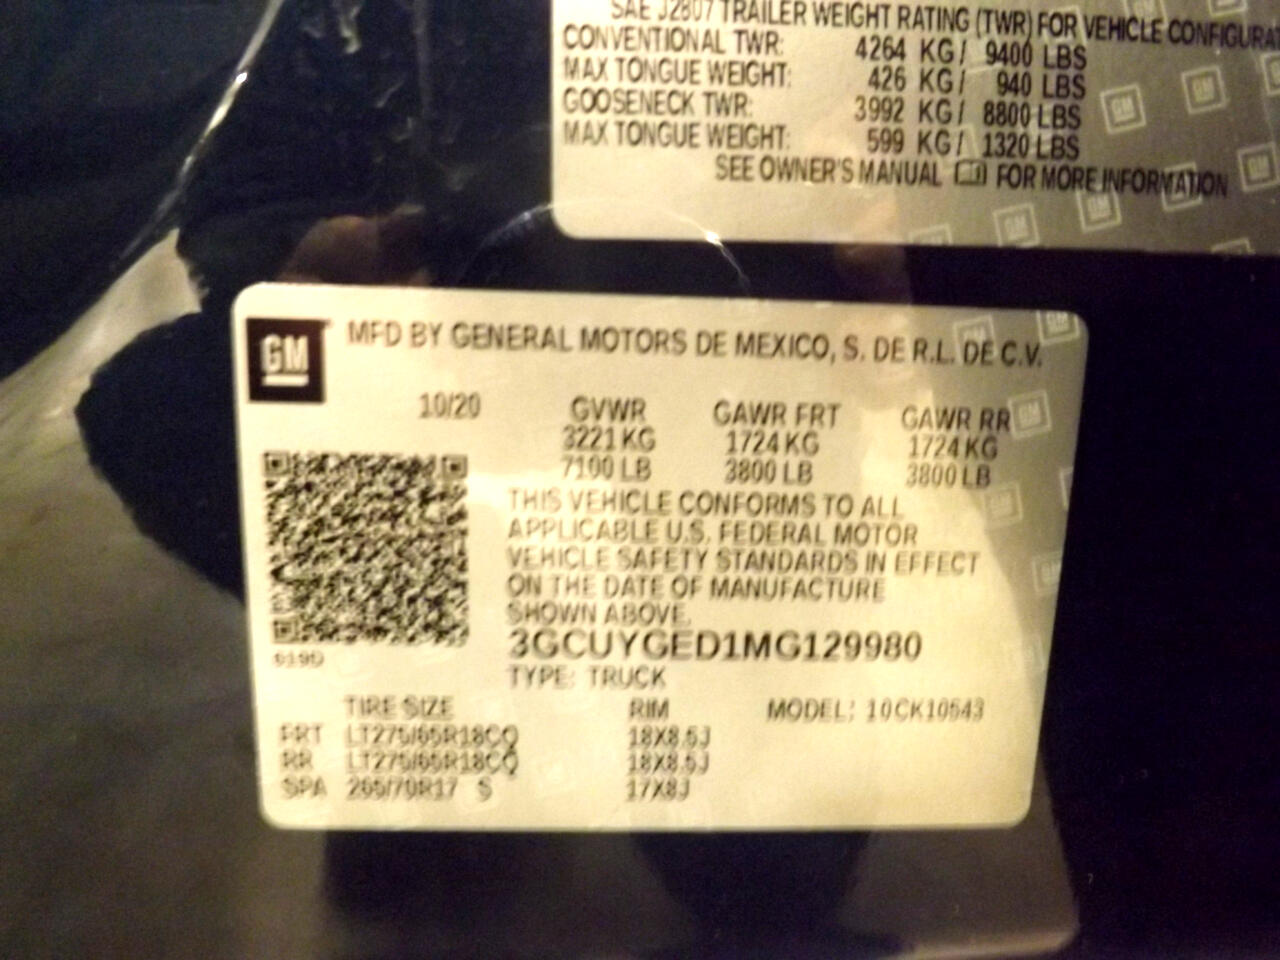 SAE J2807 TRAILER WEIGHT RATING (TWR) FOR VEHICLE
CONVENTIONAL TWR: 4264 KG/ 9400 LBS
MAX TONGUE WEIGHT: 426 KG/ 940 LBS
GOOSENECK TWR: 3992 KG/ 8800 LBS
MAX TONGUE WEIGHT: 599 KG/ 1320 LBS
SEE OWNER'S MANUAL FOR MORE INFORMATION
GM MFD BY GENERAL MOTORS DE MEXICO, S. DE R.L. DE C.V.
10/20 GVWR GAWR FRT GAWR RR
3221 KG 1724 KG 1724 KG
7100 LB 3800 LB 3800 LB
THIS VEHICLE CONFORMS TO ALL
APPLICABLE U.S. FEDERAL MOTOR
VEHICLE SAFETY STANDARDS IN EFFECT
ON THE DATE OF MANUFACTURE
SHOWN ABOVE.
3GCUYGED1MG129980
TYPE: TRUCK
TIRE SIZE RIM MODEL: 10CK10543
FRT LT275/65R18CQ 18X8.5J
RR LT275/65R18CQ 18X8.5J
SPA 265/70R17 S 17X8J